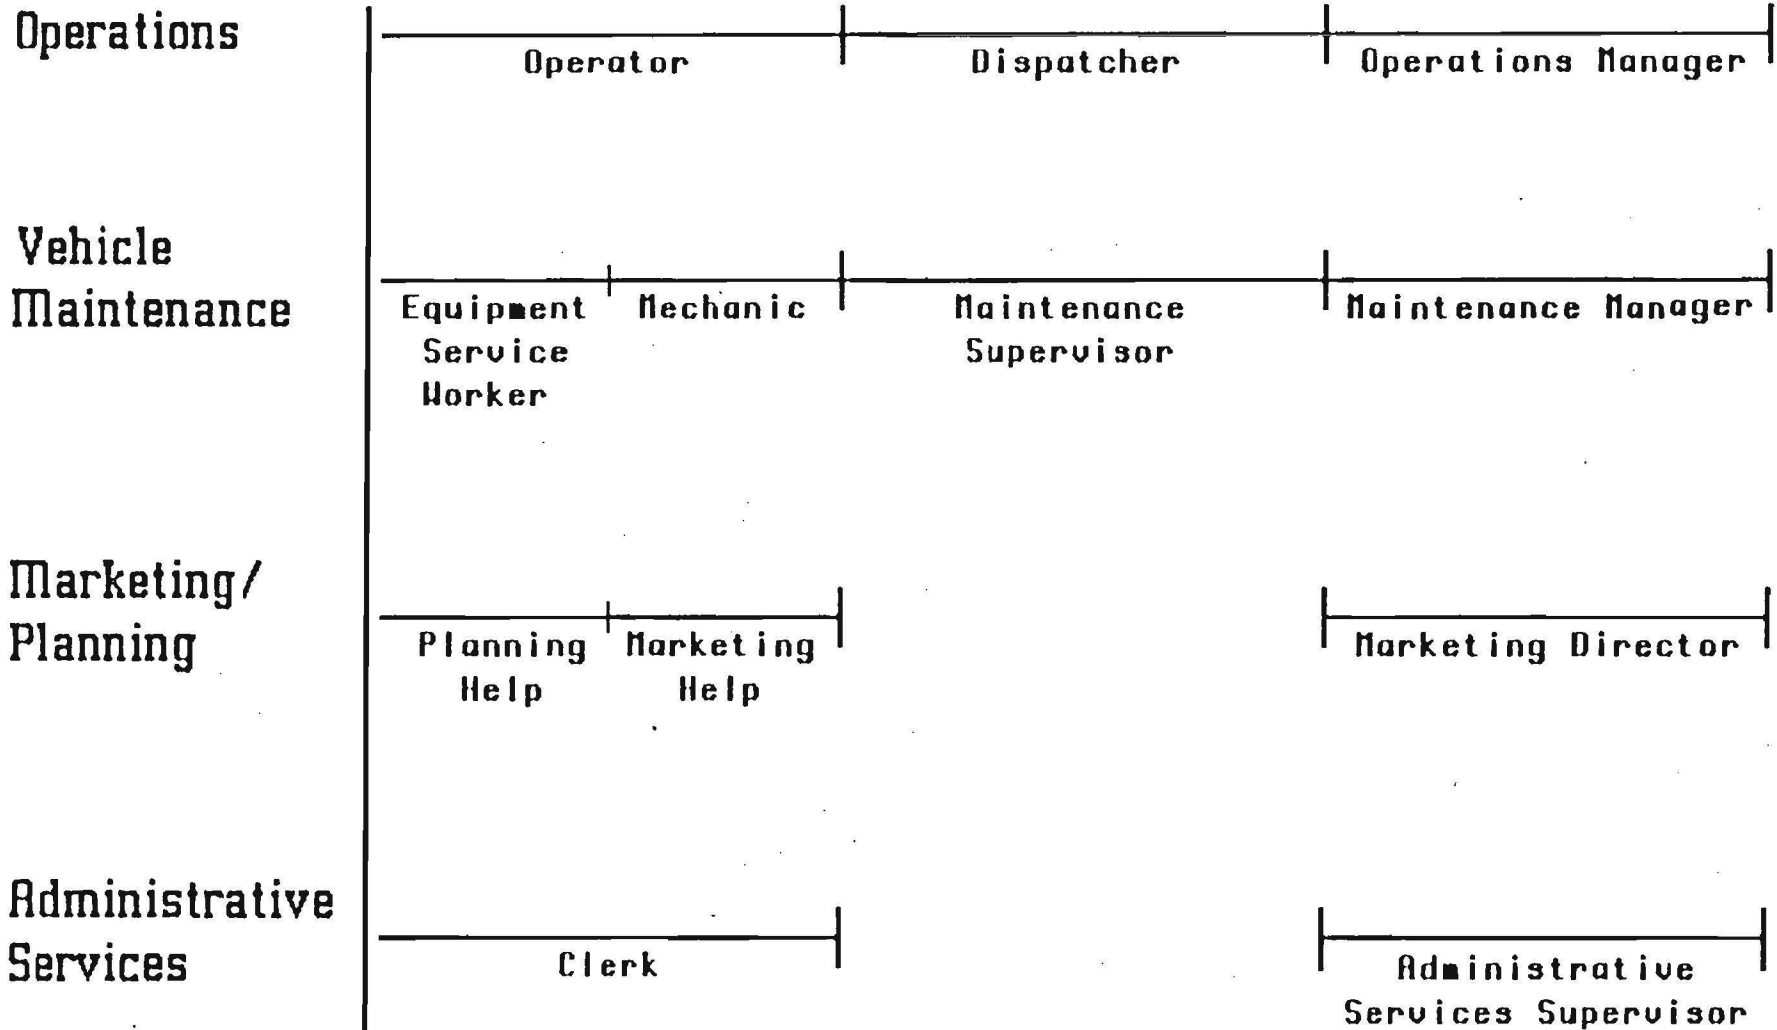 Operations
Operator
Dispatcher
Operations Manager
Vehicle
Maintenance
Equipment
Service
Worker
Mechanic
Maintenance
Supervisor
Maintenance Manager
Marketing/
Planning
Planning
Help
Marketing
Help
Marketing Director
Administrative
Services
Clerk
Administrative
Services Supervisor